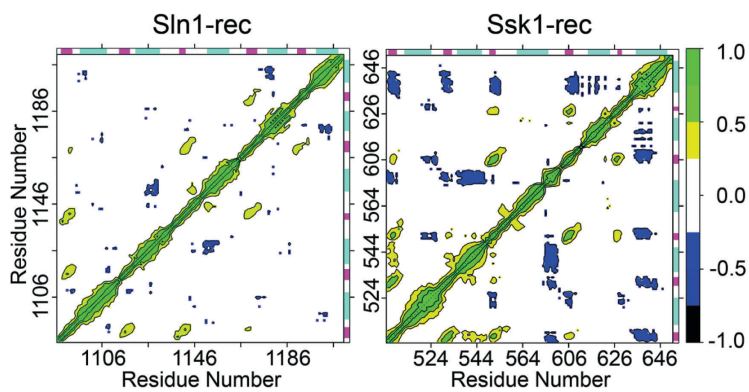 Sln1-rec
Ssk1-rec
Residue Number
1186
1146
1106
1106 1146 1186
Residue Number
Residue Number
646
626
606
564
544
524
524 544 564 606 626 646
Residue Number
1.0
0.5
0.0
-0.5
-1.0